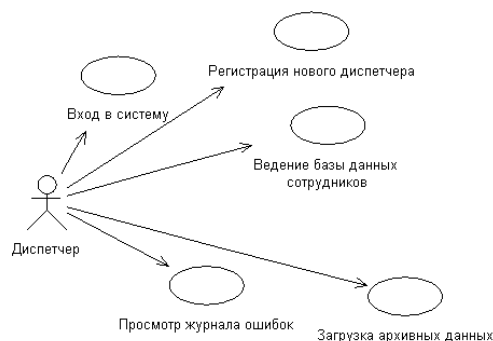 Регистрация нового диспетчера
Вход в систему
Ведение базы данных
сотрудников
Диспетчер
Просмотр журнала ошибок
Загрузка архивных данных